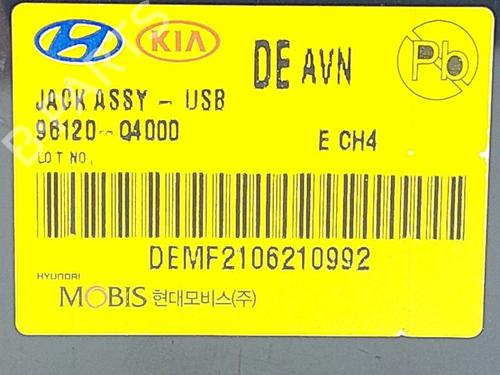 HYUNDAI KIA DE AVN Pb
JACK ASSY - USB
96120-Q4000 E CH4
LOT NO.
DEMF2106210992
HYUNDAI
MOBIS 현대모비스(주)